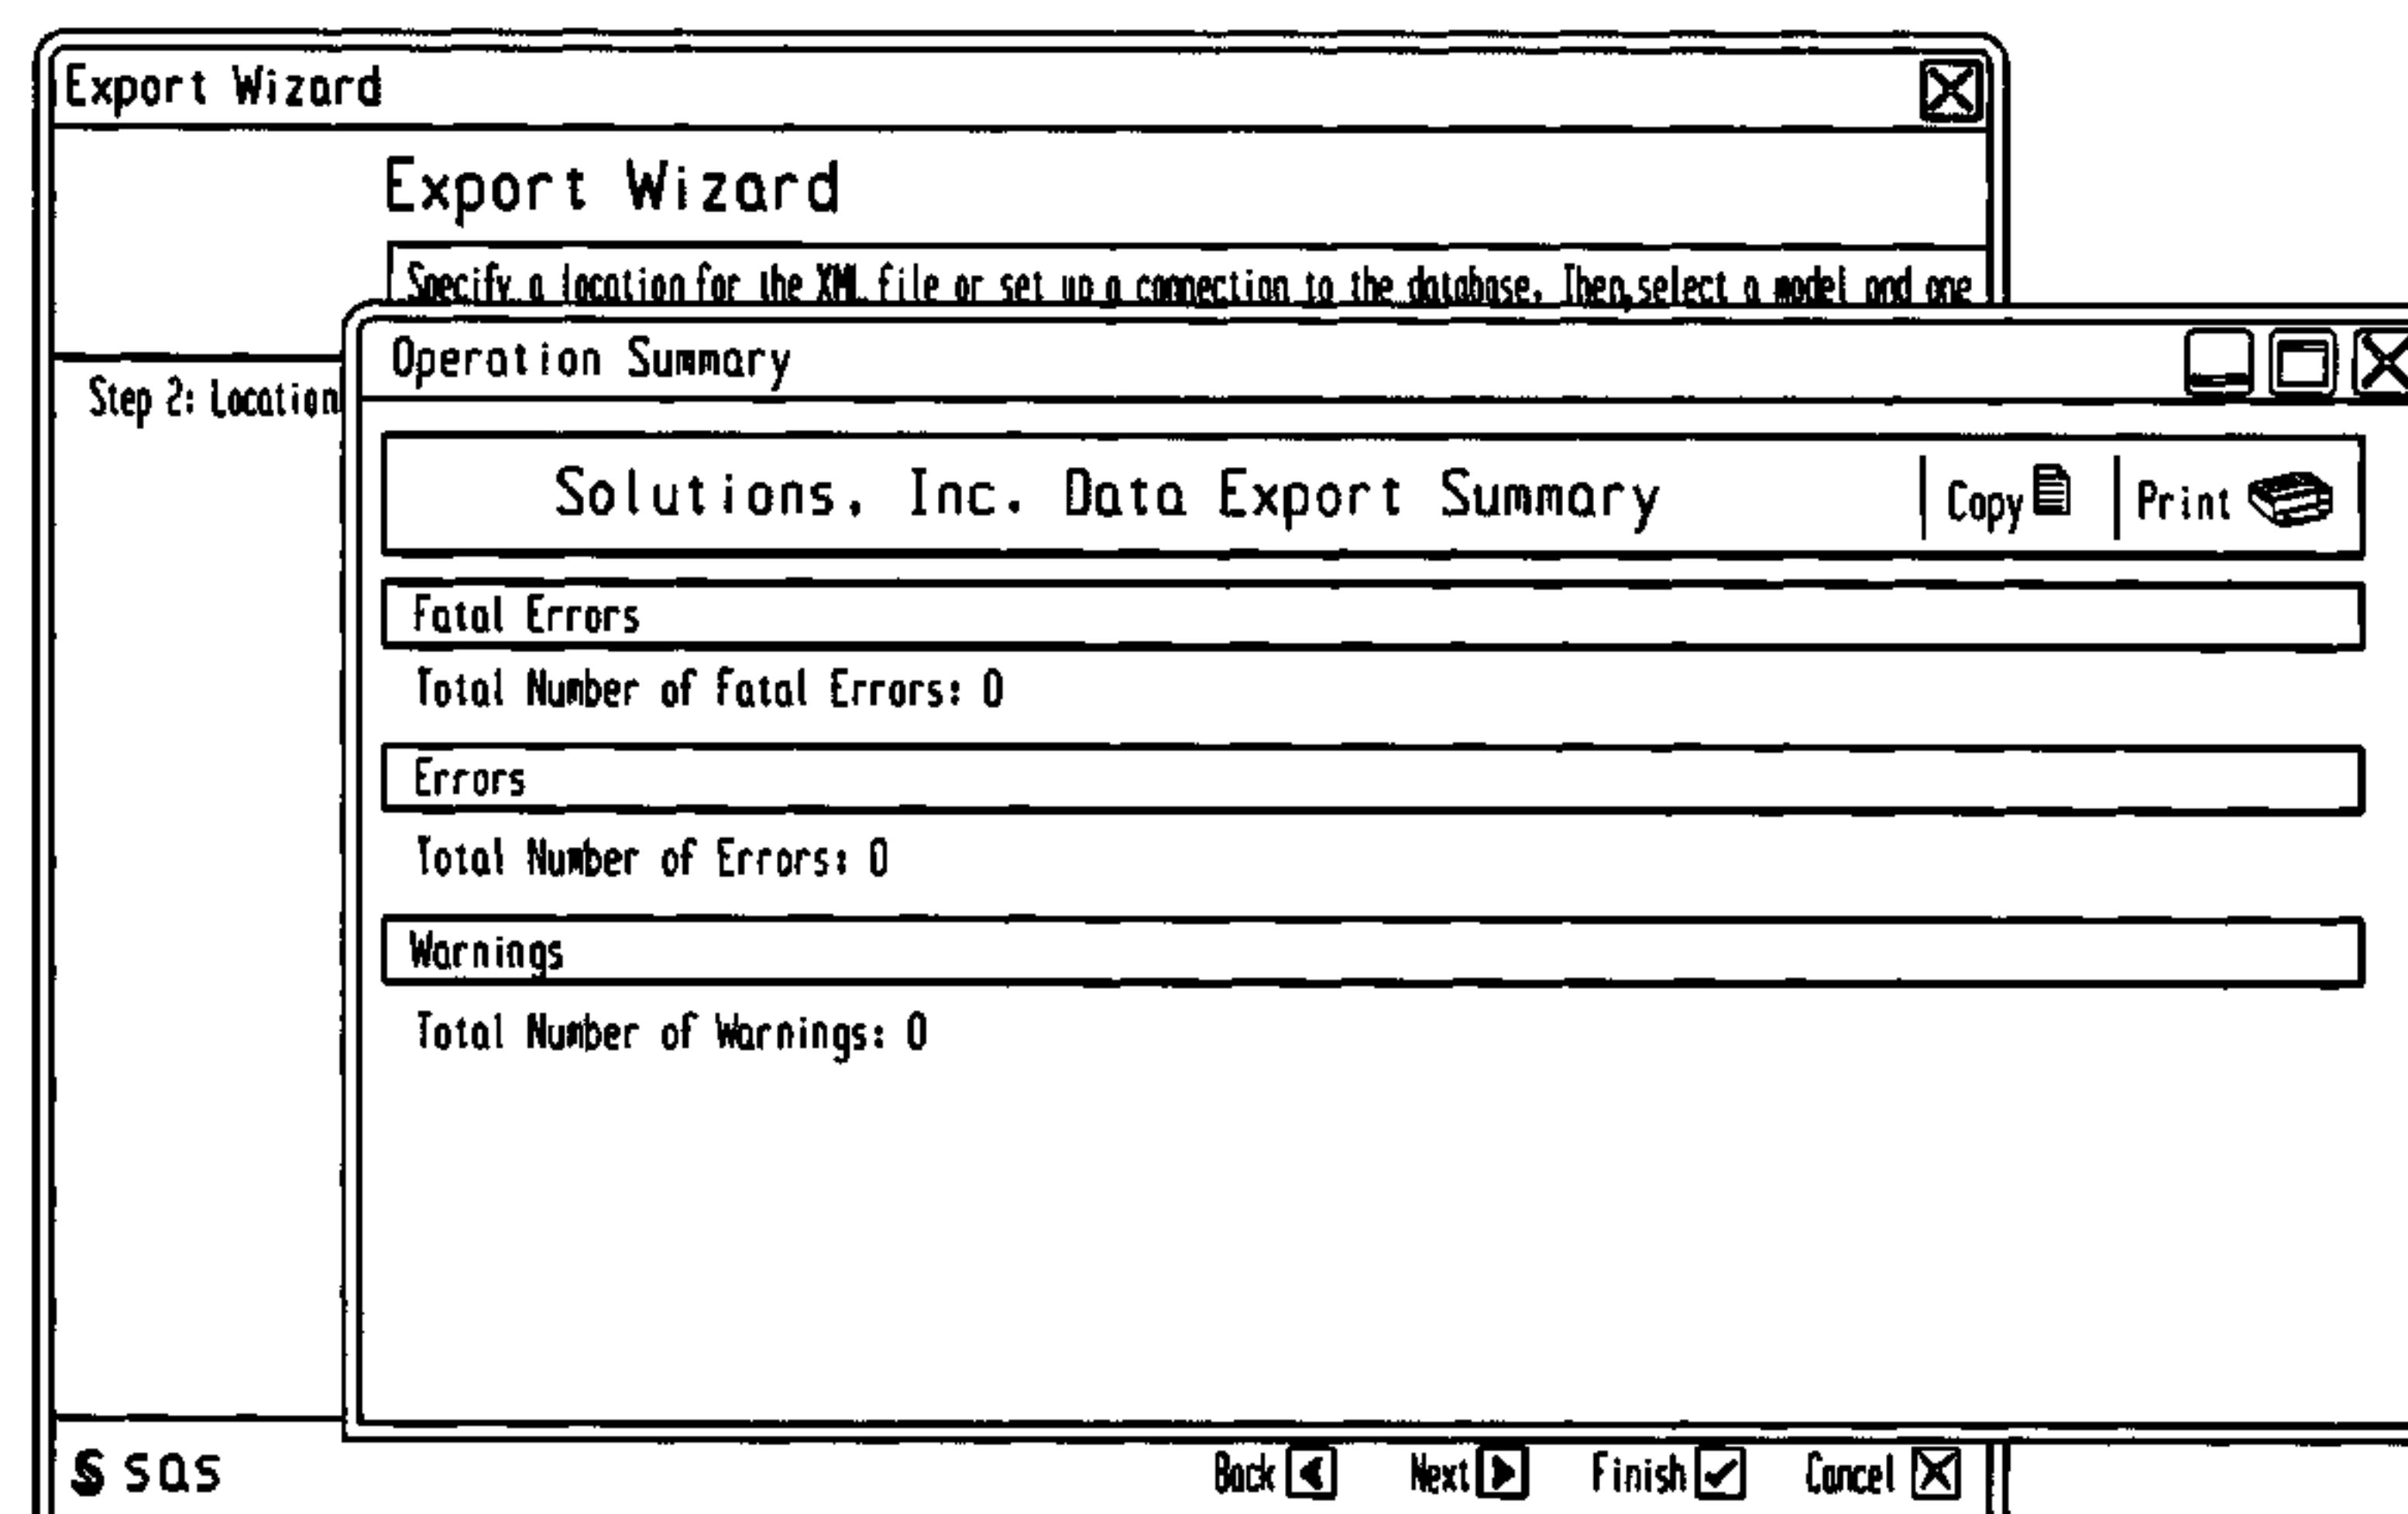 Export Wizard
Export Wizard
Specify a location for the XML file or set up a connection to the database. Then select a model and one
Operation Summary
Step 2: Location
Solutions, Inc. Data Export Summary Copy Print
Fatal Errors
Total Number of Fatal Errors: 0
Errors
Total Number of Errors: 0
Warnings
Total Number of Warnings: 0
sas Back Next Finish Cancel